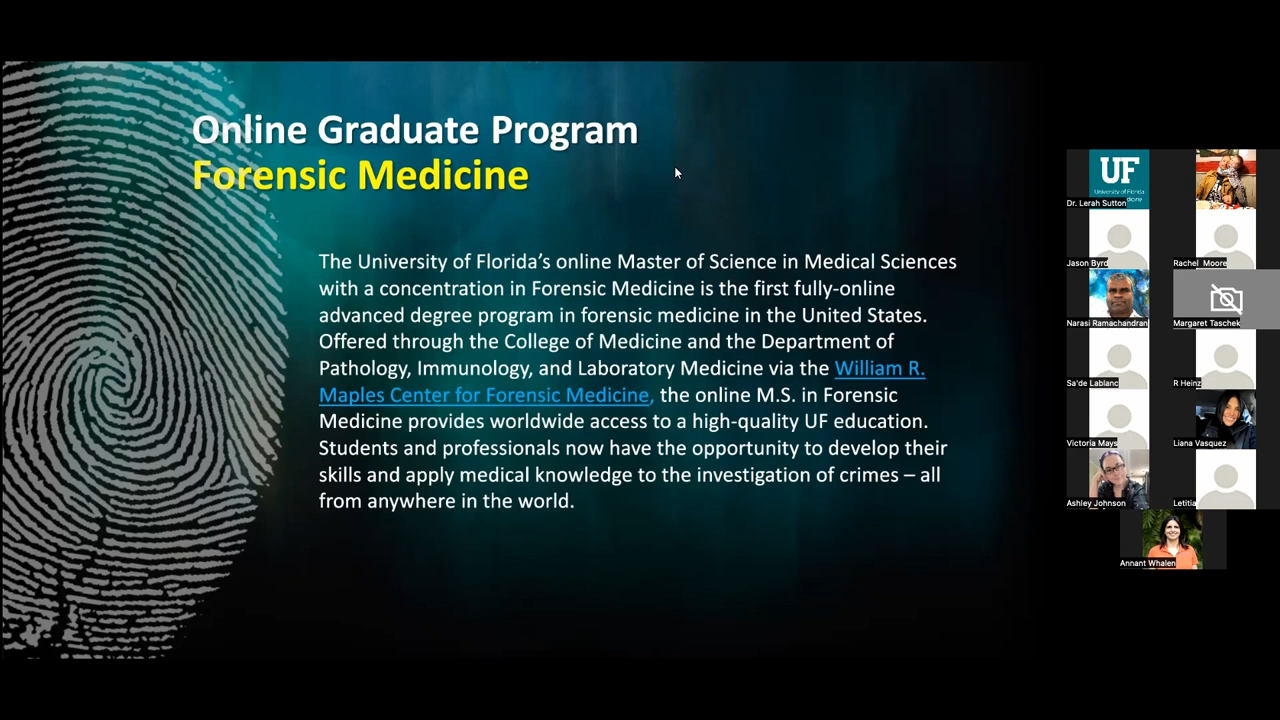 Online Graduate Program
Forensic Medicine
The University of Florida’s online Master of Science in Medical Sciences
with a concentration in Forensic Medicine is the first fully-online
advanced degree program in forensic medicine in the United States.
Offered through the College of Medicine and the Department of
Pathology, Immunology, and Laboratory Medicine via the William R.
Maples Center for Forensic Medicine, the online M.S. in Forensic
Medicine provides worldwide access to a high-quality UF education.
Students and professionals now have the opportunity to develop their
skills and apply medical knowledge to the investigation of crimes – all
from anywhere in the world.
UF
University of Florida
Dr. Lerah Sutton
Jason Byrd
Rachel Moore
Narasi Ramachandran
Margaret Taschek
Sa'de Lablanc
R Heinz
Victoria Mays
Liana Vasquez
Ashley Johnson
Letitia
Annant Whalen